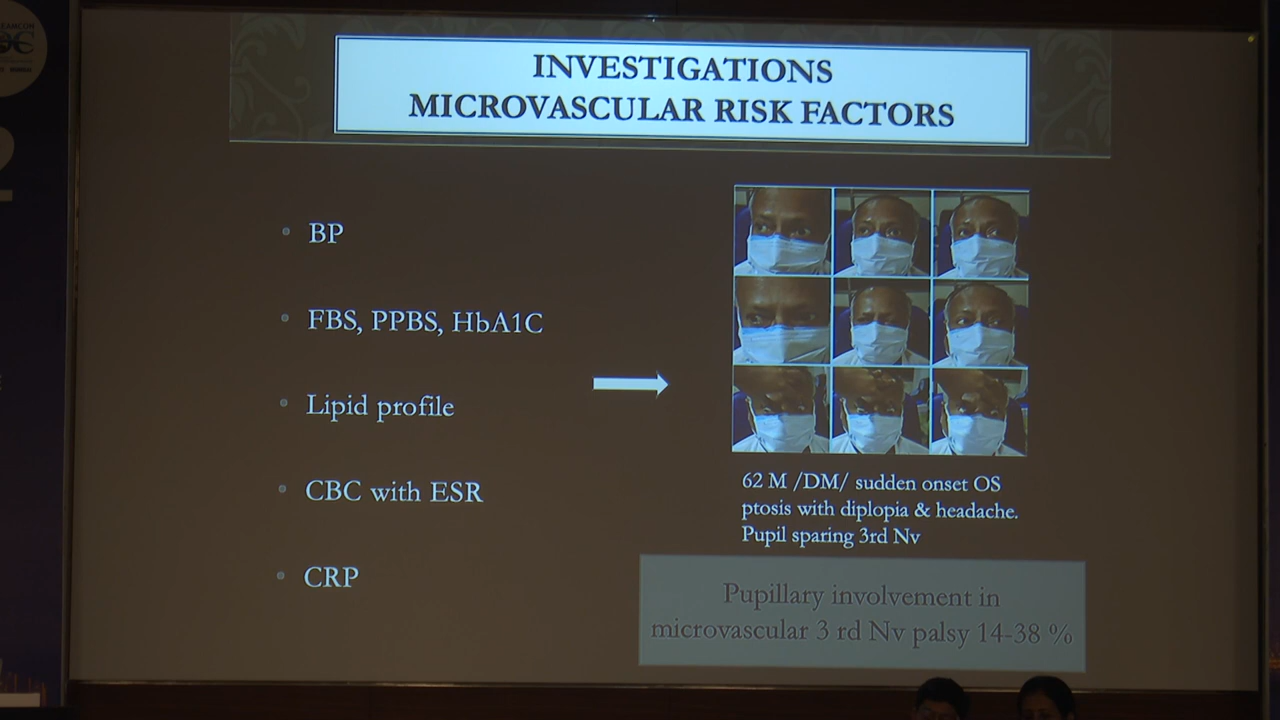 INVESTIGATIONS
MICROVASCULAR RISK FACTORS
BP
FBS, PPBS, HbA1C
Lipid profile
CBC with ESR
CRP
62 M /DM/ sudden onset OS
ptosis with diplopia & headache.
Pupil sparing 3rd Nv
Pupillary involvement in
microvascular 3 rd Nv palsy 14-38 %